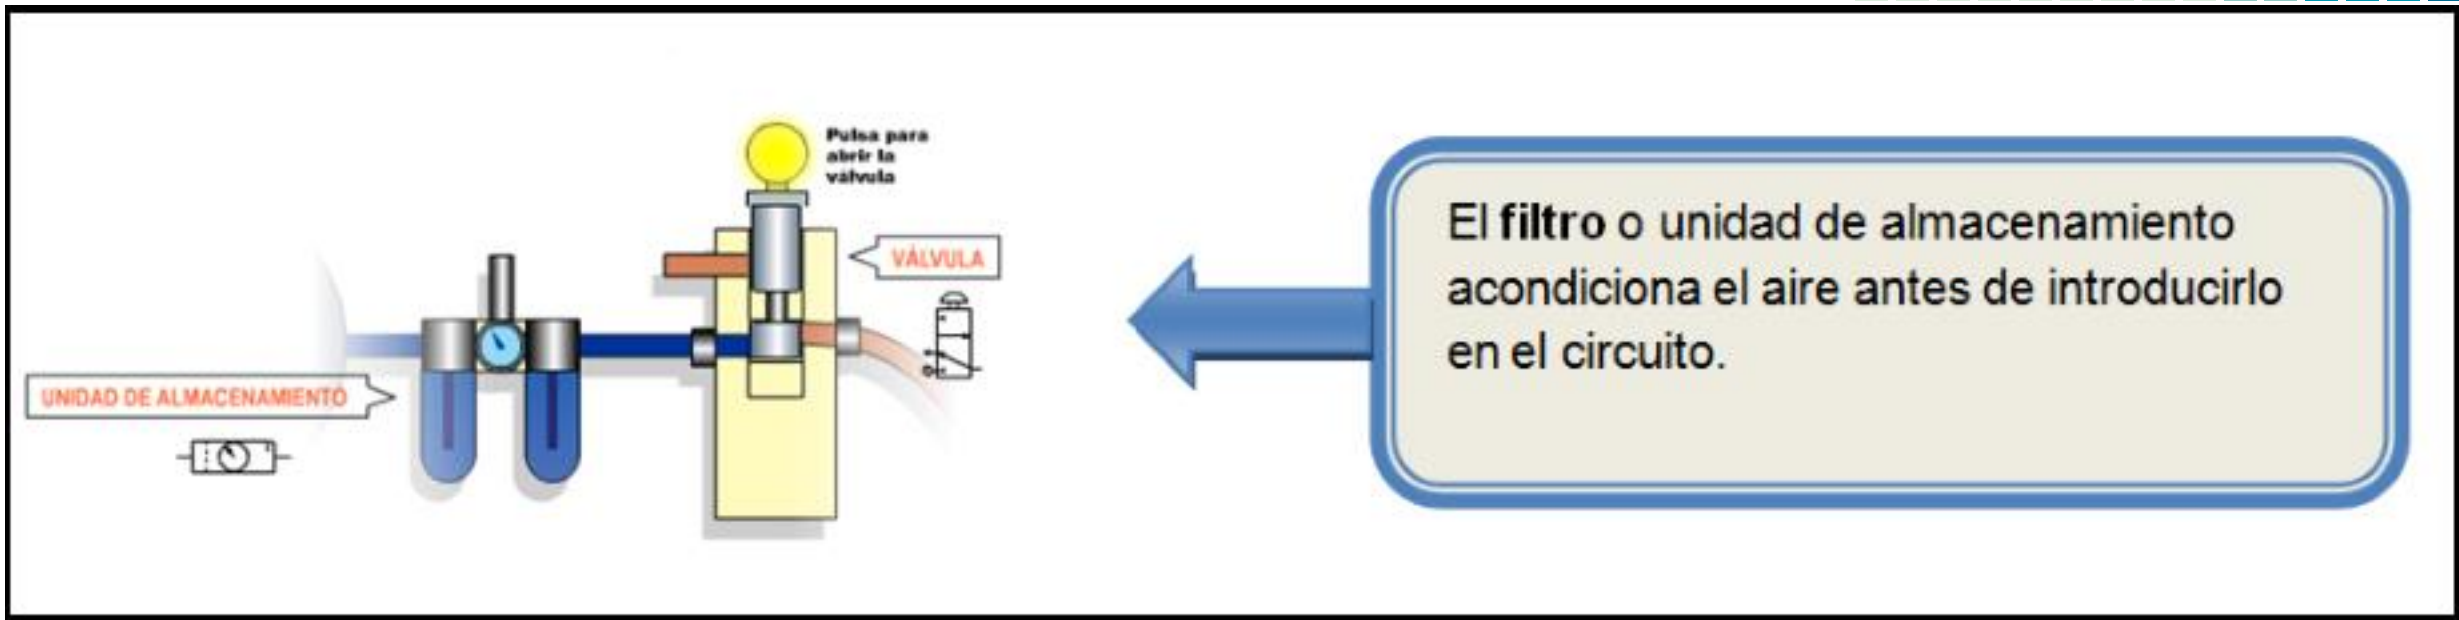 Pulsa para
abrir la
válvula
VÁLVULA
UNIDAD DE ALMACENAMIENTO
El filtro o unidad de almacenamiento
acondiciona el aire antes de introducirlo
en el circuito.